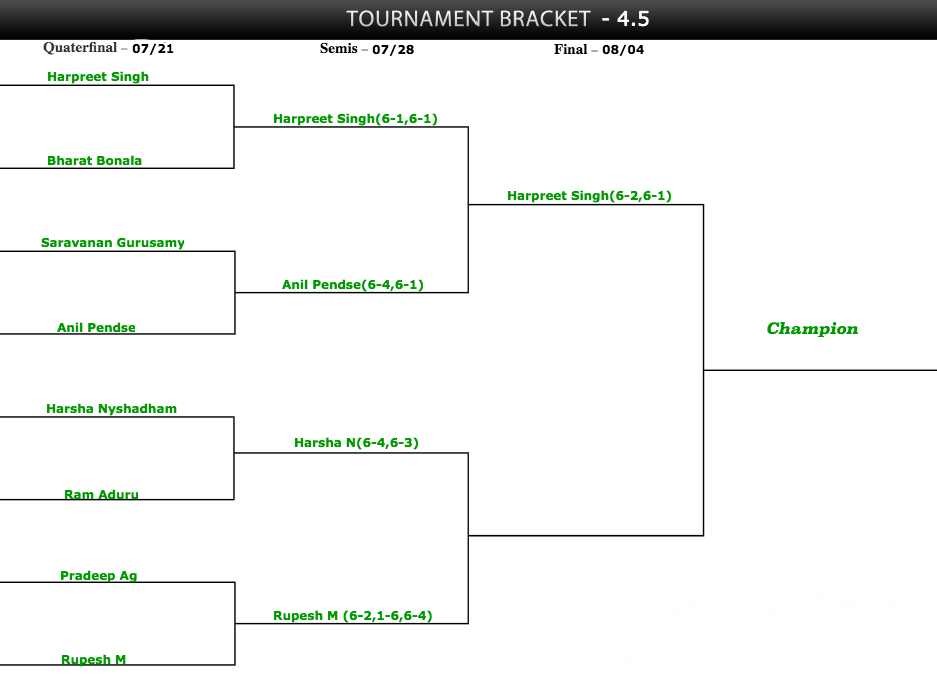 TOURNAMENT BRACKET - 4.5
Quaterfinal – 07/21
Semis – 07/28
Final – 08/04
Harpreet Singh
Harpreet Singh(6-1,6-1)
Bharat Bonala
Harpreet Singh(6-2,6-1)
Saravanan Gurusamy
Anil Pendse(6-4,6-1)
Anil Pendse
Champion
Harsha Nyshadham
Harsha N(6-4,6-3)
Ram Aduru
Pradeep Ag
Rupesh M (6-2,1-6,6-4)
Rupesh M